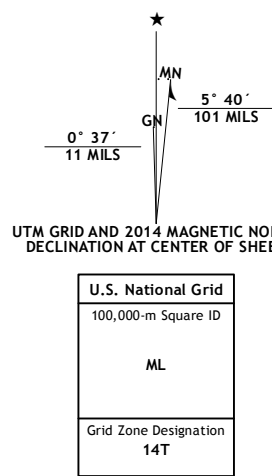 ★
MN
GN
5° 40´
101 MILS
0° 37´
11 MILS
UTM GRID AND 2014 MAGNETIC NO
DECLINATION AT CENTER OF SHEE
U.S. National Grid
100,000-m Square ID
ML
Grid Zone Designation
14T